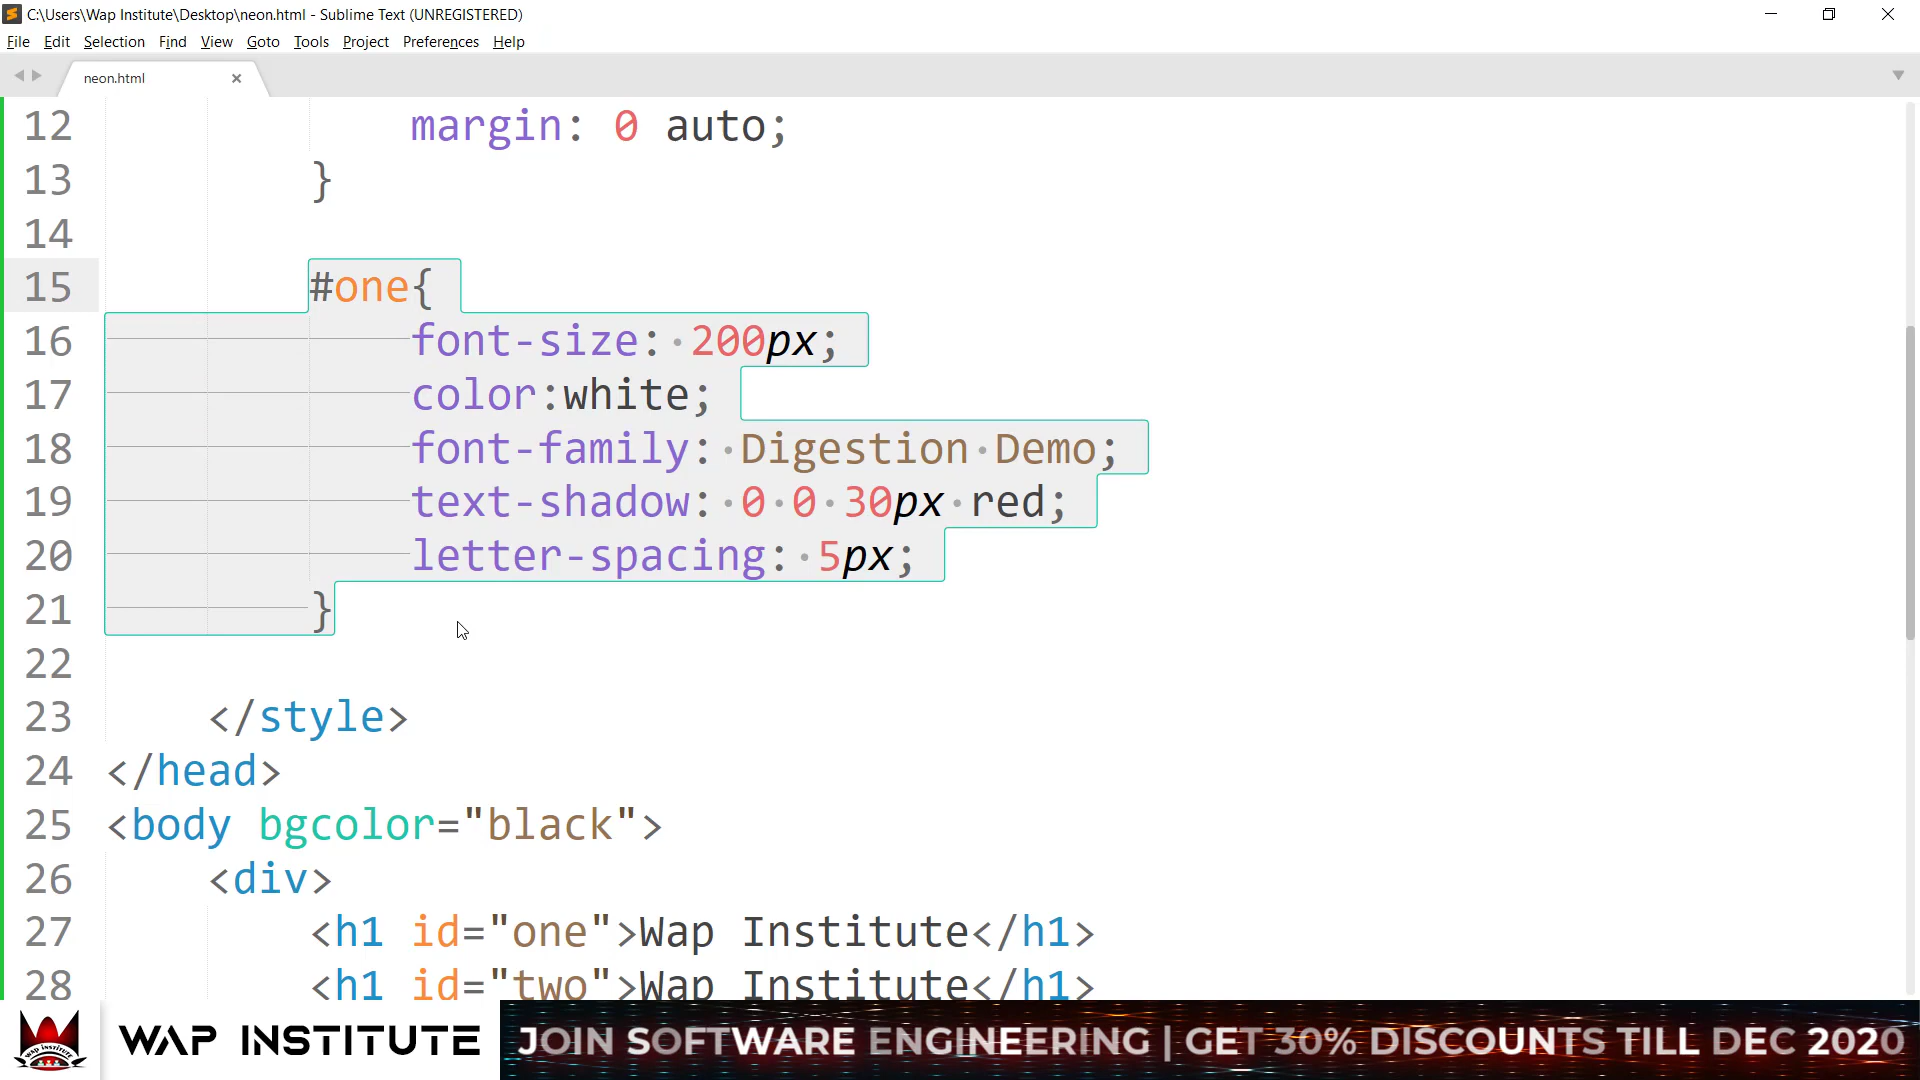 C:\Users\Wap Institute\Desktop\neon.html - Sublime Text (UNREGISTERED)
File Edit Selection Find View Goto Tools Project Preferences Help
neon.html
12 margin: 0 auto;
13 }
14
15 #one{
16 font-size: 200px;
17 color:white;
18 font-family: Digestion Demo;
19 text-shadow: 0 0 30px red;
20 letter-spacing: 5px;
21 }
22
23 </style>
24 </head>
25 <body bgcolor="black">
26 <div>
27 <h1 id="one">Wap Institute</h1>
28 <h1 id="two">Wap Institute</h1>
wap institute
WAP INSTITUTE
JOIN SOFTWARE ENGINEERING | GET 30% DISCOUNTS TILL DEC 2020